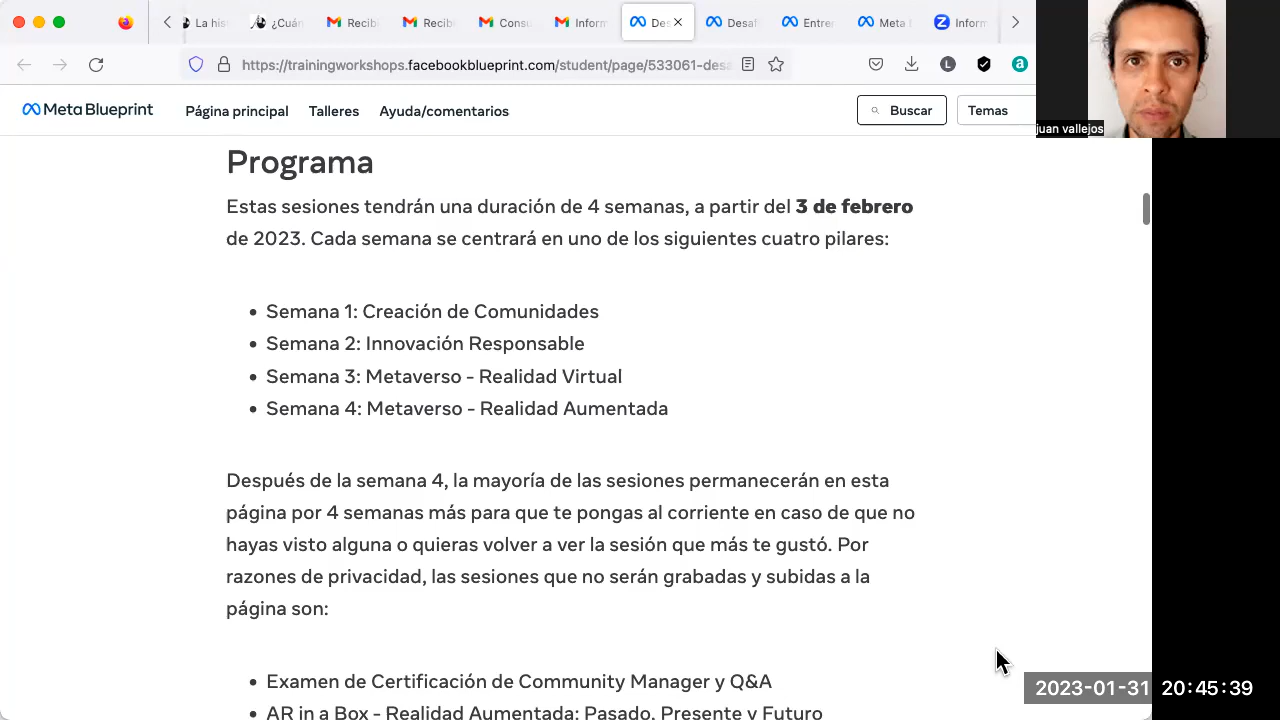 La his
¿Cuán
Recib
Recib
Consu
Inform
Des
Desaf
Entrer
Meta
Inform
https://trainingworkshops.facebookblueprint.com/student/page/533061-desa
L
a
Meta Blueprint
Página principal
Talleres
Ayuda/comentarios
Buscar
Temas
juan vallejos
Programa
Estas sesiones tendrán una duración de 4 semanas, a partir del 3 de febrero
de 2023. Cada semana se centrará en uno de los siguientes cuatro pilares:
• Semana 1: Creación de Comunidades
• Semana 2: Innovación Responsable
• Semana 3: Metaverso - Realidad Virtual
• Semana 4: Metaverso - Realidad Aumentada
Después de la semana 4, la mayoría de las sesiones permanecerán en esta
página por 4 semanas más para que te pongas al corriente en caso de que no
hayas visto alguna o quieras volver a ver la sesión que más te gustó. Por
razones de privacidad, las sesiones que no serán grabadas y subidas a la
página son:
• Examen de Certificación de Community Manager y Q&A
• AR in a Box - Realidad Aumentada: Pasado, Presente y Futuro
2023-01-31 20:45:39